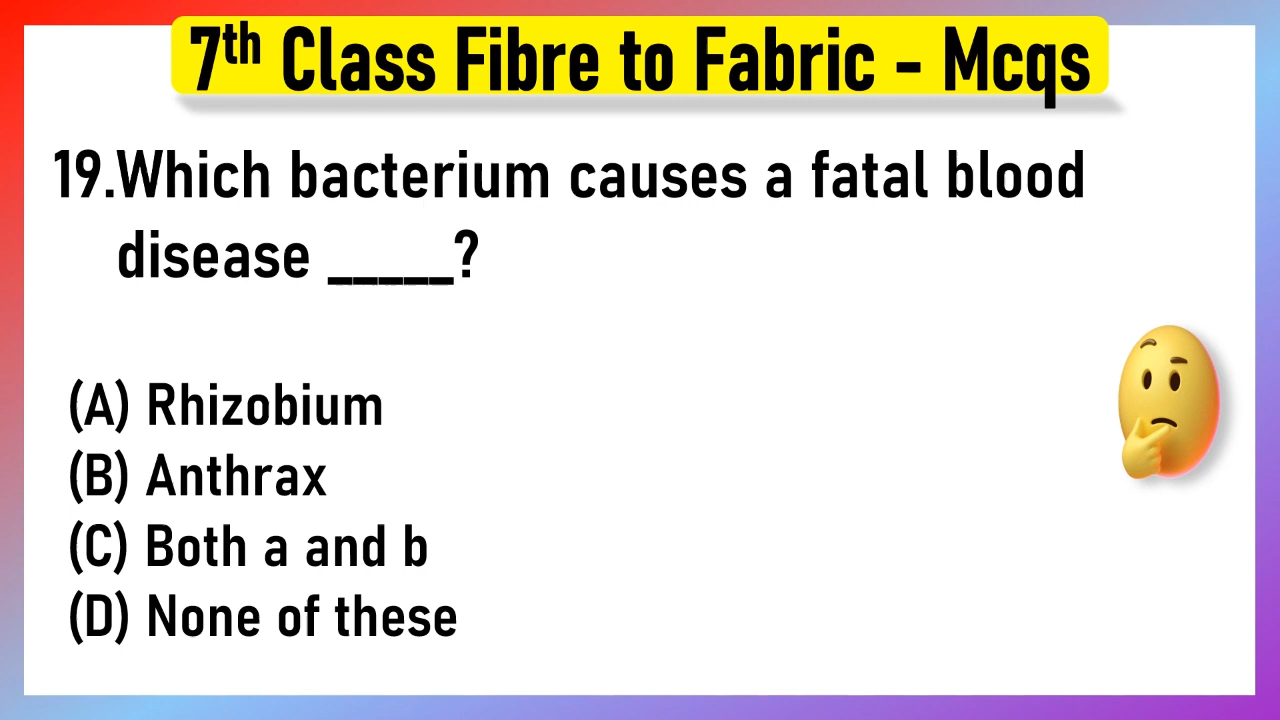 7th Class Fibre to Fabric - Mcqs
19.Which bacterium causes a fatal blood
disease _____?
(A) Rhizobium
(B) Anthrax
(C) Both a and b
(D) None of these